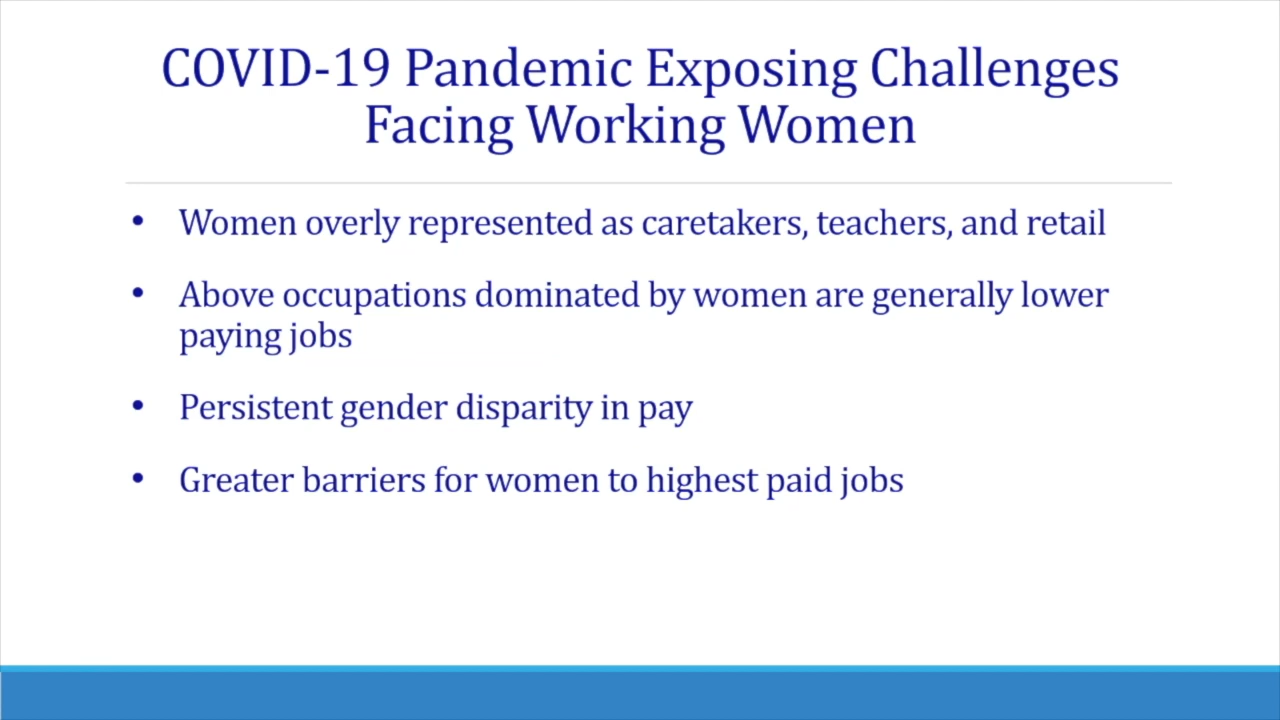 COVID-19 Pandemic Exposing Challenges
Facing Working Women
• Women overly represented as caretakers, teachers, and retail
• Above occupations dominated by women are generally lower
paying jobs
• Persistent gender disparity in pay
• Greater barriers for women to highest paid jobs